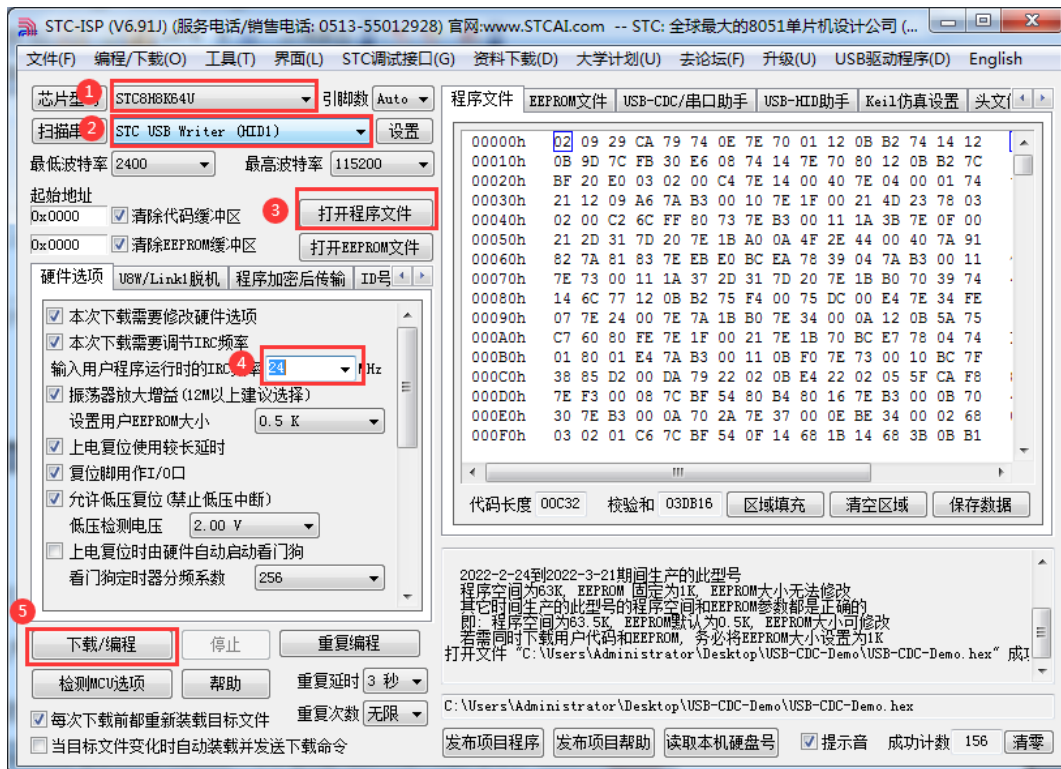 STC-ISP (V6.91J) (服务电话/销售电话: 0513-55012928) 官网:www.STCAI.com -- STC: 全球最大的8051单片机设计公司 (...
文件(F) 编程/下载(O) 工具(T) 界面(L) STC调试接口(G) 资料下载(D) 大学计划(U) 去论坛(F) 升级(U) USB驱动程序(D) English
芯片型 1 STC8H8K64U 引脚数 Auto
扫描串 2 STC USB Writer (HID1) 设置
最低波特率 2400 最高波特率 115200
起始地址
0x0000 清除代码缓冲区 3 打开程序文件
0x0000 清除EEPROM缓冲区 打开EEPROM文件
硬件选项 U8W/Link1脱机 程序加密后传输 ID号
本次下载需要修改硬件选项
本次下载需要调节IRC频率
输入用户程序运行时的IRC 4 率 24 MHz
振荡器放大增益(12M以上建议选择)
设置用户EEPROM大小 0.5 K
上电复位使用较长延时
复位脚用作I/O口
允许低压复位(禁止低压中断)
低压检测电压 2.00 V
上电复位时由硬件自动启动看门狗
看门狗定时器分频系数 256
5
下载/编程 停止 重复编程
检测MCU选项 帮助 重复延时 3 秒
每次下载前都重新装载目标文件 重复次数 无限
当目标文件变化时自动装载并发送下载命令
程序文件 EEPROM文件 USB-CDC/串口助手 USB-HID助手 Keil仿真设置 头文
00000h 02 09 29 CA 79 74 0E 7E 70 01 12 0B B2 74 14 12
00010h 0B 9D 7C FB 30 E6 08 74 14 7E 70 80 12 0B B2 7C
00020h BF 20 E0 03 02 00 C4 7E 14 00 40 7E 04 00 01 74
00030h 21 12 09 A6 7A B3 00 10 7E 1F 00 21 4D 23 78 03
00040h 02 00 C2 6C FF 80 73 7E B3 00 11 1A 3B 7E 0F 00
00050h 21 2D 31 7D 20 7E 1B A0 0A 4F 2E 44 00 40 7A 91
00060h 82 7A 81 83 7E EB E0 BC EA 78 39 04 7A B3 00 11
00070h 7E 73 00 11 1A 37 2D 31 7D 20 7E 1B B0 70 39 74
00080h 14 6C 77 12 0B B2 75 F4 00 75 DC 00 E4 7E 34 FE
00090h 07 7E 24 00 7E 7A 1B B0 7E 34 00 0A 12 0B 5A 75
000A0h C7 60 80 FE 7E 1F 00 21 7E 1B 70 BC E7 78 04 74
000B0h 01 80 01 E4 7A B3 00 11 0B F0 7E 73 00 10 BC 7F
000C0h 38 85 D2 00 DA 79 22 02 0B E4 22 02 05 5F CA F8
000D0h 7E F3 00 08 7C BF 54 80 B4 80 16 7E B3 00 0B 70
000E0h 30 7E B3 00 0A 70 2A 7E 37 00 0E BE 34 00 02 68
000F0h 03 02 01 C6 7C BF 54 0F 14 68 1B 14 68 3B 0B B1
代码长度 00C32 校验和 03DB16 区域填充 清空区域 保存数据
2022-2-24到2022-3-21期间生产的此型号
程序空间为63K, EEPROM 固定为1K, EEPROM大小无法修改
其它时间生产的此型号的程序空间和EEPROM参数都是正确的
即: 程序空间为63.5K, EEPROM默认为0.5K, EEPROM大小可修改
若需同时下载用户代码和EEPROM, 务必将EEPROM大小设置为1K
打开文件 "C:\Users\Administrator\Desktop\USB-CDC-Demo\USB-CDC-Demo.hex" 成
C:\Users\Administrator\Desktop\USB-CDC-Demo\USB-CDC-Demo.hex
发布项目程序 发布项目帮助 读取本机硬盘号 提示音 成功计数 156 清零